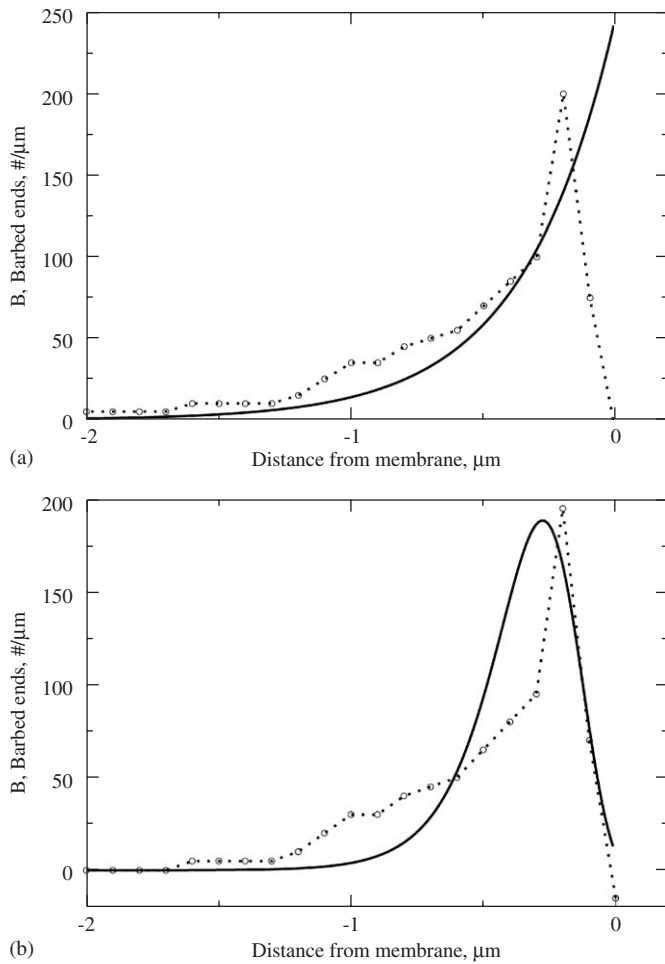 250
200
150
100
50
0
B, Barbed ends, #/μm
-2
-1
0
(a)
Distance from membrane, μm
200
150
100
50
0
B, Barbed ends, #/μm
-2
-1
0
(b)
Distance from membrane, μm